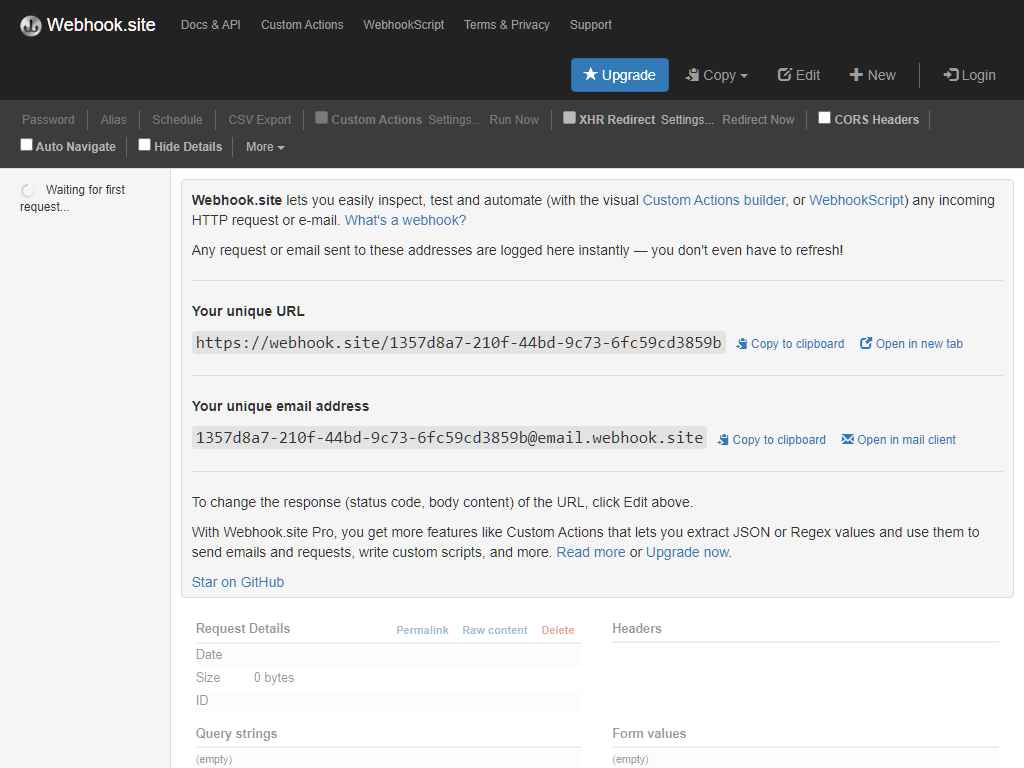 Webhook.site Docs & API Custom Actions WebhookScript Terms & Privacy Support
Upgrade Copy Edit New Login
Password Alias Schedule CSV Export Custom Actions Settings... Run Now XHR Redirect Settings... Redirect Now CORS Headers
Auto Navigate Hide Details More
Waiting for first
request...
Webhook.site lets you easily inspect, test and automate (with the visual Custom Actions builder, or WebhookScript) any incoming
HTTP request or e-mail. What's a webhook?
Any request or email sent to these addresses are logged here instantly — you don't even have to refresh!
Your unique URL
https://webhook.site/1357d8a7-210f-44bd-9c73-6fc59cd3859b Copy to clipboard Open in new tab
Your unique email address
1357d8a7-210f-44bd-9c73-6fc59cd3859b@email.webhook.site Copy to clipboard Open in mail client
To change the response (status code, body content) of the URL, click Edit above.
With Webhook.site Pro, you get more features like Custom Actions that lets you extract JSON or Regex values and use them to
send emails and requests, write custom scripts, and more. Read more or Upgrade now.
Star on GitHub
Request Details Permalink Raw content Delete Headers
Date
Size 0 bytes
ID
Query strings Form values
(empty) (empty)